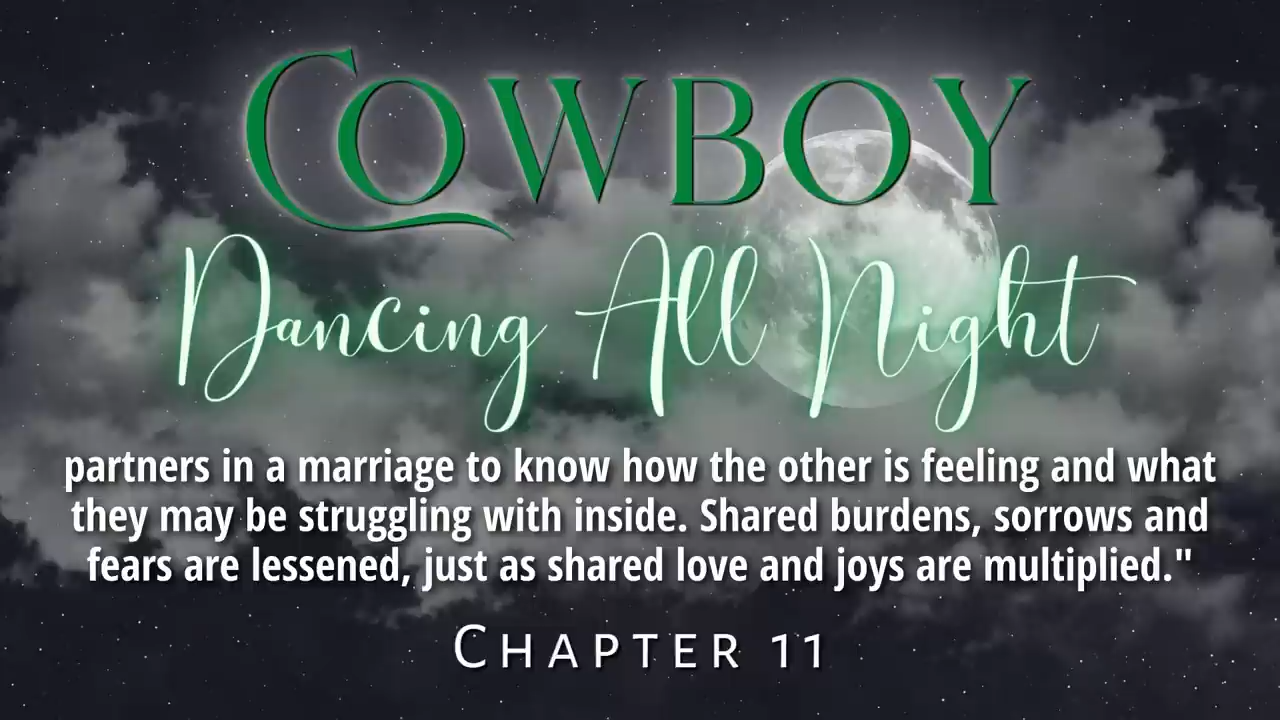 COWBOY
Dancing All Night
partners in a marriage to know how the other is feeling and what
they may be struggling with inside. Shared burdens, sorrows and
fears are lessened, just as shared love and joys are multiplied."
CHAPTER 11